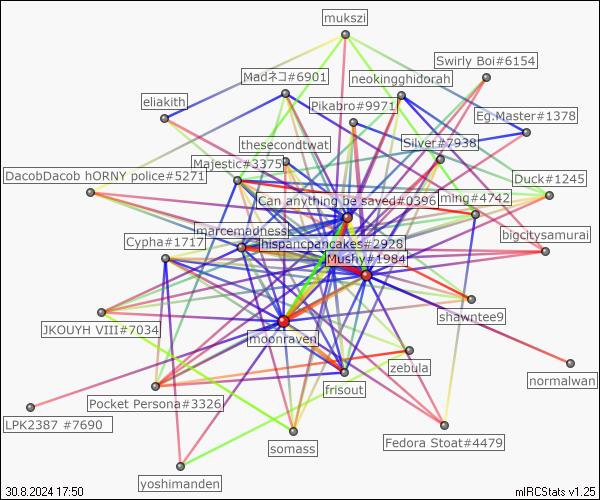 mukszi
Swirly Boi#6154
Madネコ#6901
neokingghidorah
eliakith
Pikabro#9971
Eg.Master#1378
thesecondtwat
Silver#7938
Majestic#3375
DacobDacob hORNY police#5271
Duck#1245
Can anything be saved#0396
ming#4742
marcemadness
bigcitysamurai
Cypha#1717
hispancpancakes#2928
Mushy#1984
shawntee9
JKOUYH VIII#7034
moonraven
zebula
normalwan
frisout
Pocket Persona#3326
LPK2387 #7690
Fedora Stoat#4479
somass
yoshimanden
30.8.2024 17:50
mIRCStats v1.25